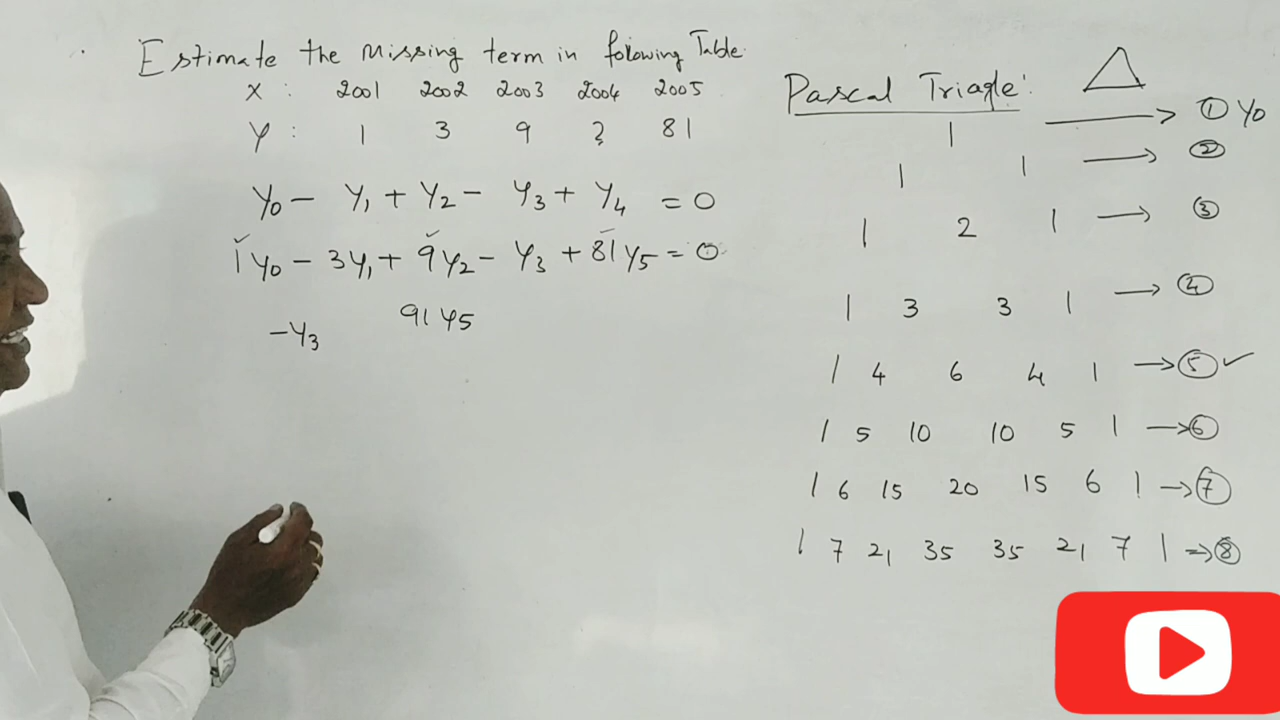 Estimate the Missing term in following Table
X : 2001 2002 2003 2004 2005
Y : 1 3 9 ? 81
Y0 - Y1 + Y2 - Y3 + Y4 = 0
1Y0 - 3Y1 + 9Y2 - Y3 + 81Y5 = 0
-Y3 91 Y5
Pascal Triagle: △
1 → ① Y0
1 1 → ②
1 2 1 → ③
1 3 3 1 → ④
1 4 6 4 1 → ⑤ ✓
1 5 10 10 5 1 → ⑥
1 6 15 20 15 6 1 → ⑦
1 7 21 35 35 21 7 1 → ⑧